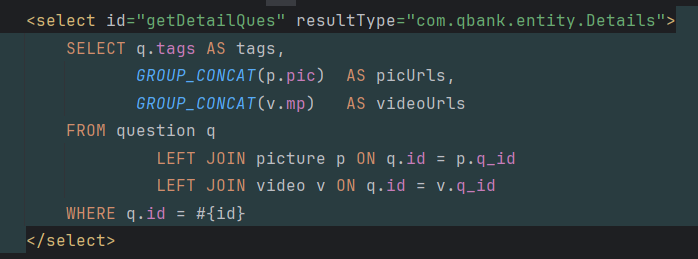 <select id="getDetailQues" resultType="com.qbank.entity.Details">
    SELECT q.tags AS tags,
           GROUP_CONCAT(p.pic)  AS picUrls,
           GROUP_CONCAT(v.mp)   AS videoUrls
    FROM question q
             LEFT JOIN picture p ON q.id = p.q_id
             LEFT JOIN video v ON q.id = v.q_id
    WHERE q.id = #{id}
</select>